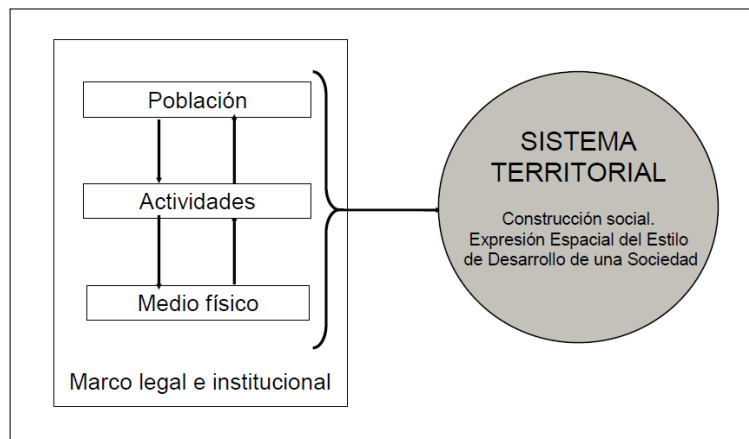 Población
Actividades
Medio físico
Marco legal e institucional
SISTEMA
TERRITORIAL
Construcción social.
Expresión Espacial del Estilo
de Desarrollo de una Sociedad